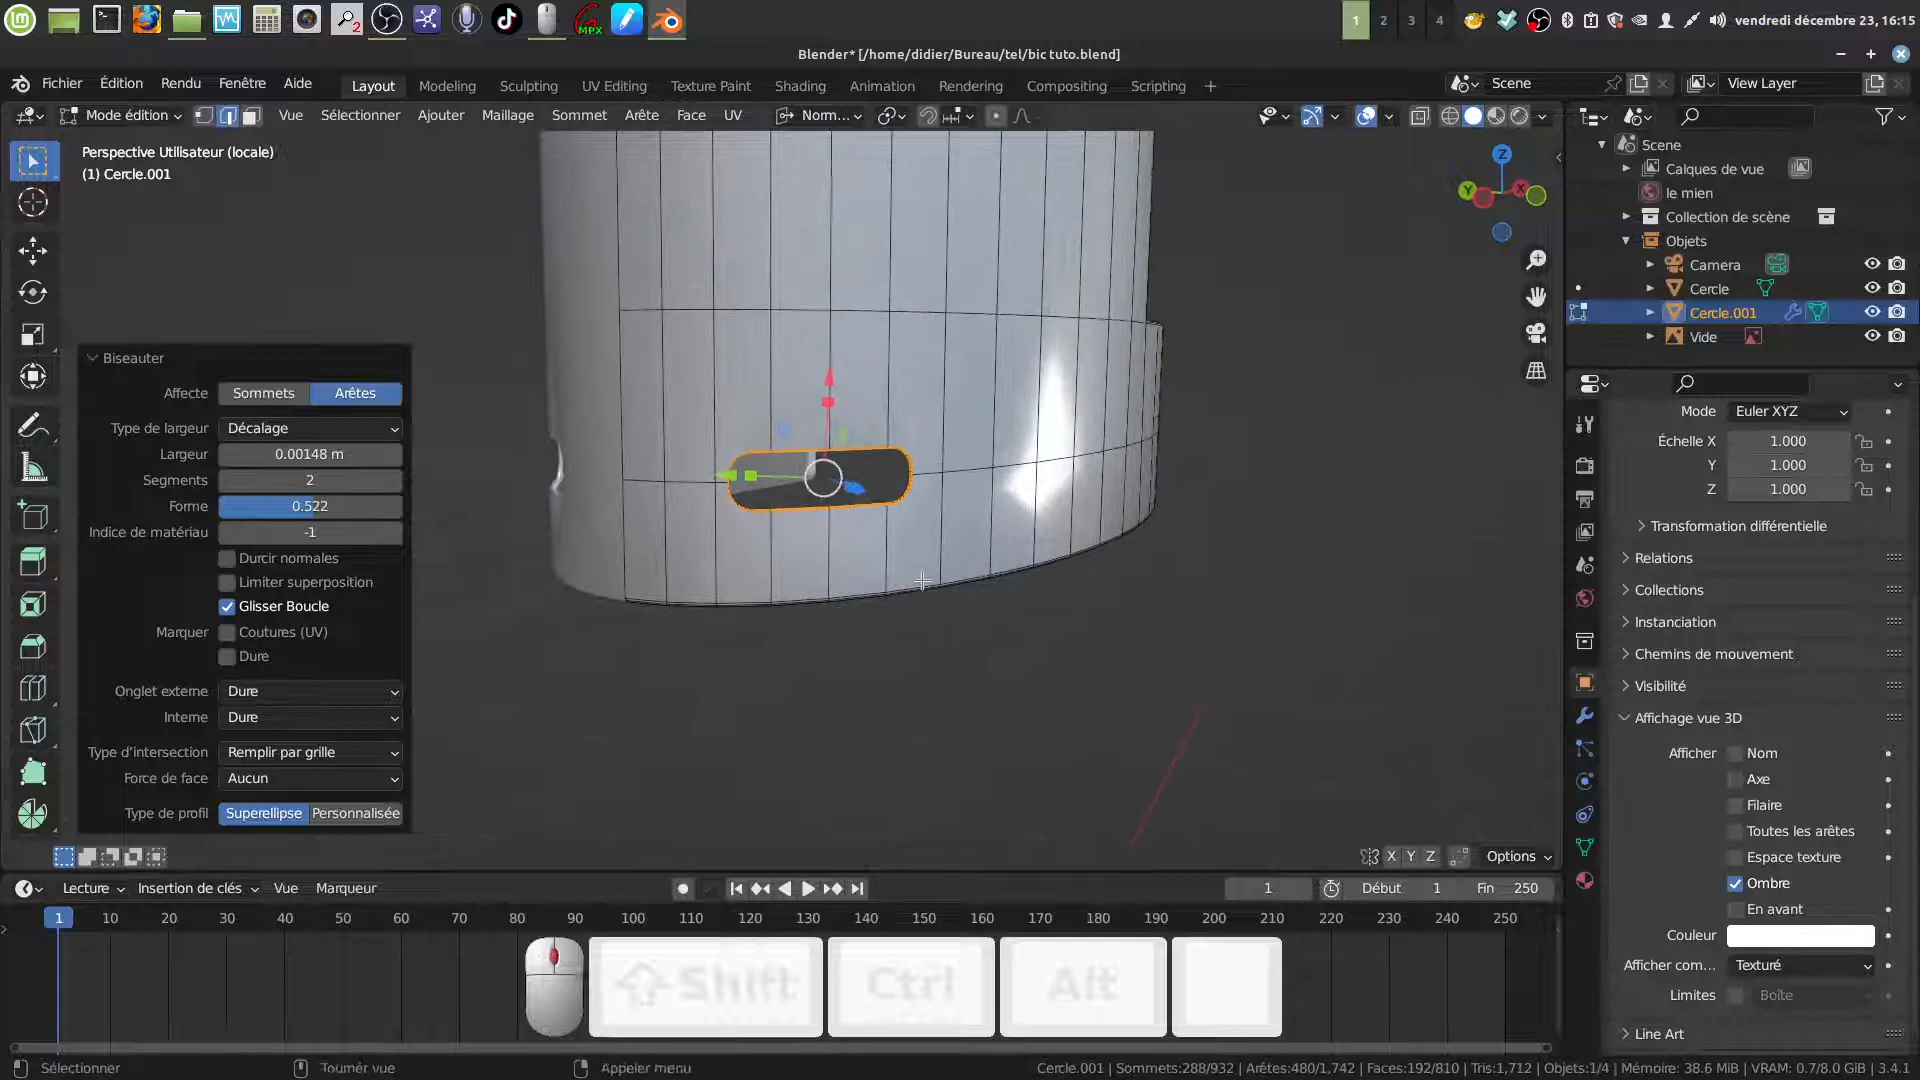 MPX
1 2 3 4
vendredi décembre 23, 16:15
Blender* [/home/didier/Bureau/tel/bic tuto.blend]
Fichier Édition Rendu Fenêtre Aide
Layout Modeling Sculpting UV Editing Texture Paint Shading Animation Rendering Compositing Scripting +
Scene View Layer
Mode édition Vue Sélectionner Ajouter Maillage Sommet Arête Face UV
Norm...
Perspective Utilisateur (locale)
(1) Cercle.001
Z
Y X
Scene
Calques de vue
le mien
Collection de scène
Objets
Camera
Cercle
Cercle.001
Vide
Biseauter
Affecte Sommets Arêtes
Type de largeur Décalage
Largeur 0.00148 m
Segments 2
Forme 0.522
Indice de matériau -1
Durcir normales
Limiter superposition
Glisser Boucle
Marquer Coutures (UV)
Dure
Onglet externe Dure
Interne Dure
Type d'intersection Remplir par grille
Force de face Aucun
Type de profil Superellipse Personnalisée
Mode Euler XYZ
Échelle X 1.000
Y 1.000
Z 1.000
Transformation différentielle
Relations
Collections
Instanciation
Chemins de mouvement
Visibilité
Affichage vue 3D
Afficher Nom
Axe
Filaire
Toutes les arêtes
Espace texture
Ombre
En avant
Couleur
Afficher com... Texturé
Limites Boîte
Line Art
X Y Z Options
Lecture Insertion de clés Vue Marqueur
1 Début 1 Fin 250
1 10 20 30 40 50 60 70 80 90 100 110 120 130 140 150 160 170 180 190 200 210 220 230 240 250
Shift Ctrl Alt
Sélectionner Tourner vue Appeler menu
Cercle.001 | Sommets:288/932 | Arêtes:480/1,742 | Faces:192/810 | Tris:1,712 | Objets:1/4 | Mémoire: 38.6 MiB | VRAM: 0.7/8.0 GiB | 3.4.1